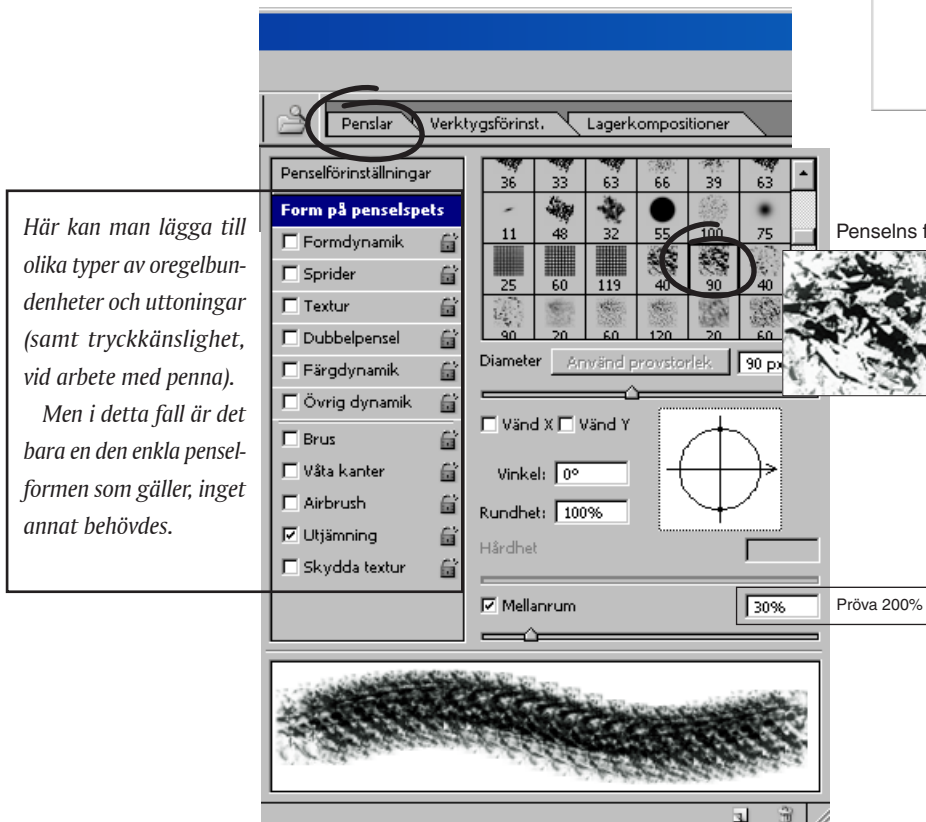 Penslar Verktygsförinst. Lagerkompositioner
Här kan man lägga till
olika typer av oregelbun-
denheter och uttoningar
(samt tryckkänslighet,
vid arbete med penna).
Men i detta fall är det
bara en den enkla pensel-
formen som gäller, inget
annat behövdes.
Penselförinställningar
Form på penselspets
Formdynamik
Sprider
Textur
Dubbelpensel
Färgdynamik
Övrig dynamik
Brus
Våta kanter
Airbrush
Utjämning
Skydda textur
36 33 63 66 39 63
11 48 32 55 100 75
25 60 119 40 90 40
90 20 60 120 20 60
Penselns f
Diameter Använd provstorlek 90 px
Vänd X Vänd Y
Vinkel: 0°
Rundhet: 100%
Hårdhet
Mellanrum 30%
Pröva 200%